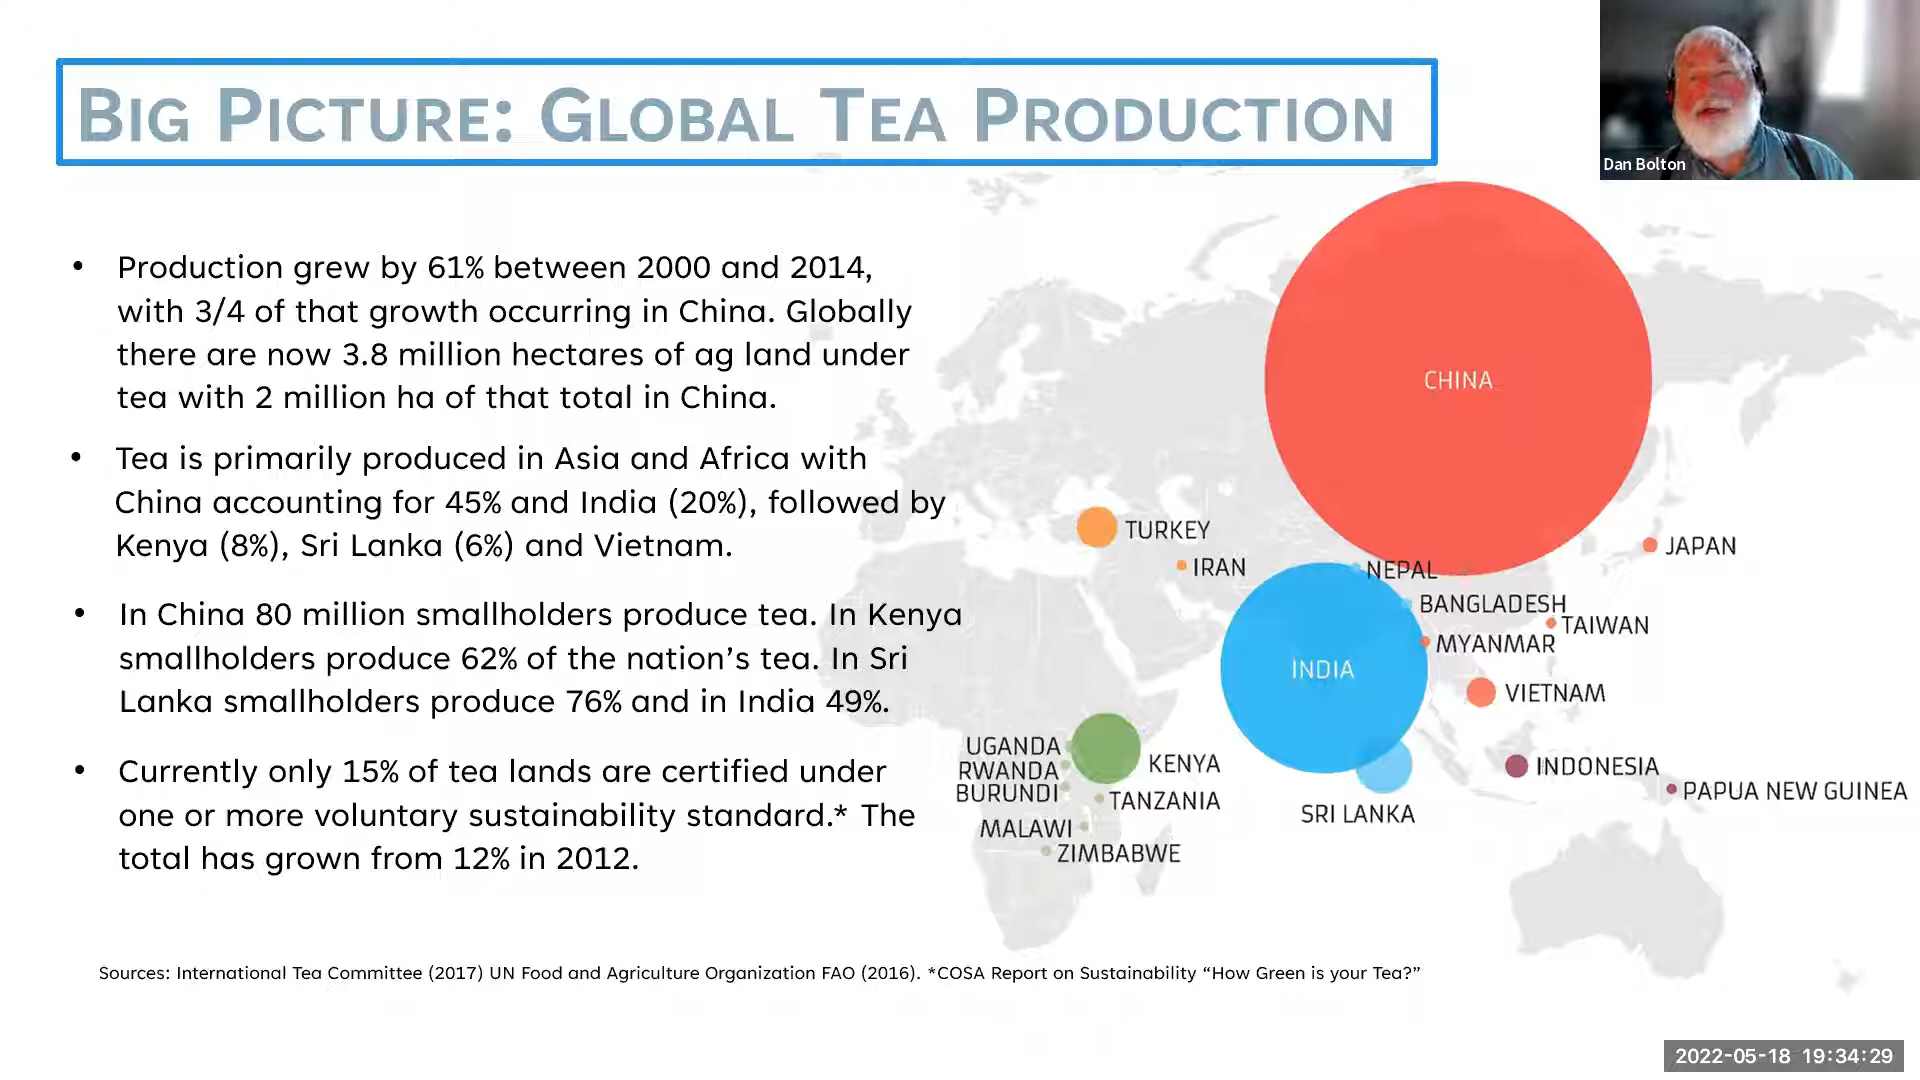 BIG PICTURE: GLOBAL TEA PRODUCTION
Dan Bolton
• Production grew by 61% between 2000 and 2014,
with 3/4 of that growth occurring in China. Globally
there are now 3.8 million hectares of ag land under
tea with 2 million ha of that total in China.
• Tea is primarily produced in Asia and Africa with
China accounting for 45% and India (20%), followed by
Kenya (8%), Sri Lanka (6%) and Vietnam.
• In China 80 million smallholders produce tea. In Kenya
smallholders produce 62% of the nation’s tea. In Sri
Lanka smallholders produce 76% and in India 49%.
• Currently only 15% of tea lands are certified under
one or more voluntary sustainability standard.* The
total has grown from 12% in 2012.
CHINA
TURKEY
JAPAN
IRAN
NEPAL
BANGLADESH
TAIWAN
MYANMAR
INDIA
VIETNAM
UGANDA
KENYA
RWANDA
INDONESIA
BURUNDI
PAPUA NEW GUINEA
TANZANIA
SRI LANKA
MALAWI
ZIMBABWE
Sources: International Tea Committee (2017) UN Food and Agriculture Organization FAO (2016). *COSA Report on Sustainability “How Green is your Tea?”
2022-05-18 19:34:29